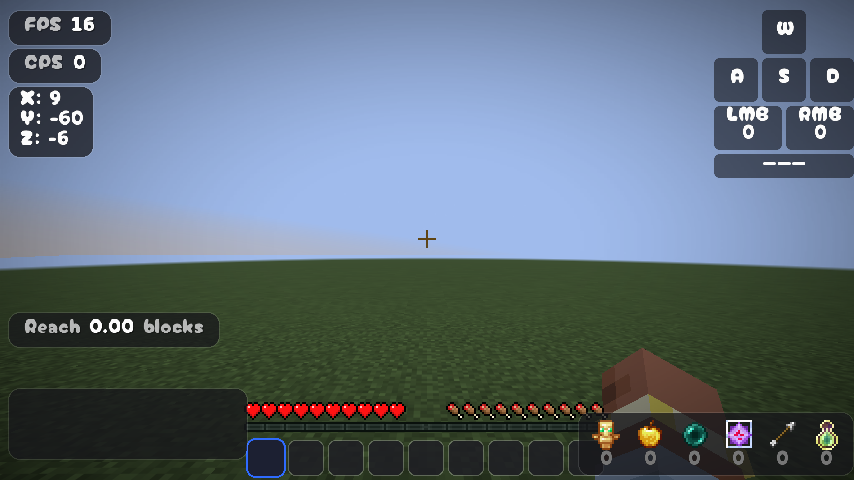 FPS 16
CPS 0
X: 9
Y: -60
Z: -6
W
A S D
LMB RMB
0 0
---
Reach 0.00 blocks
0 0 0 0 0 0